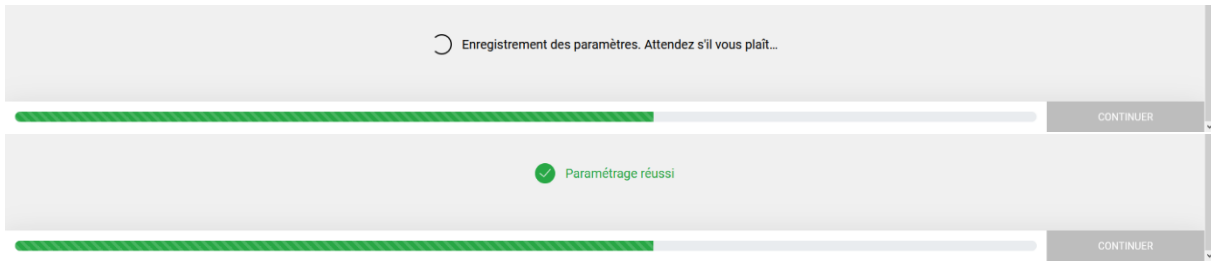 Enregistrement des paramètres. Attendez s'il vous plaît...
CONTINUER
Paramétrage réussi
CONTINUER